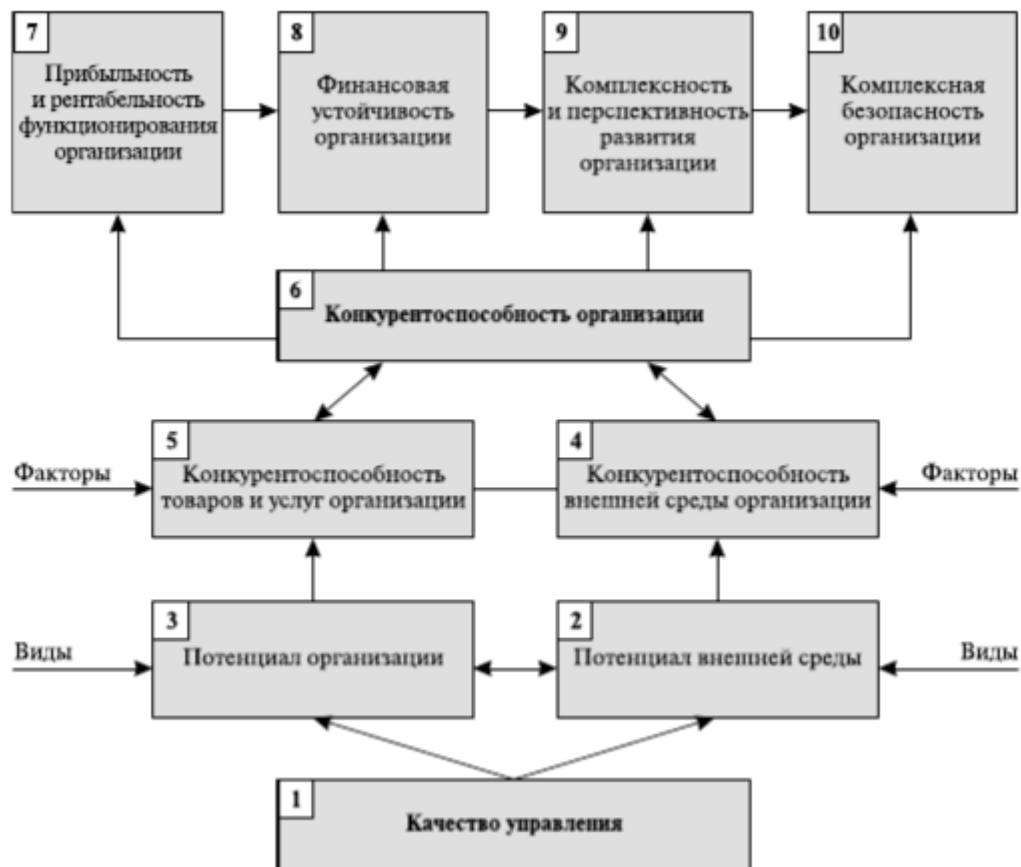 7
Прибыльность
и рентабельность
функционирования
организации
8
Финансовая
устойчивость
организации
9
Комплексность
и перспективность
развития
организации
10
Комплексная
безопасность
организации
6
Конкурентоспособность организации
Факторы
5
Конкурентоспособность
товаров и услуг организации
4
Конкурентоспособность
внешней среды организации
Факторы
Виды
3
Потенциал организации
2
Потенциал внешней среды
Виды
1
Качество управления